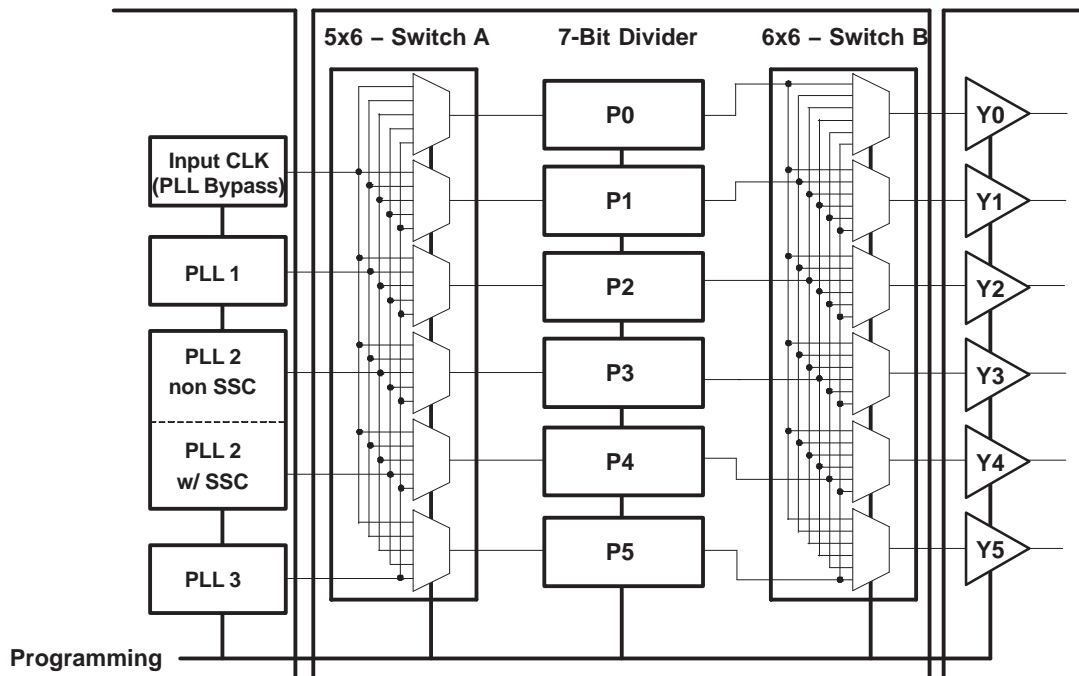 5x6 – Switch A
7-Bit Divider
6x6 – Switch B
Input CLK
(PLL Bypass)
PLL 1
PLL 2
non SSC
PLL 2
w/ SSC
PLL 3
P0
P1
P2
P3
P4
P5
Y0
Y1
Y2
Y3
Y4
Y5
Programming